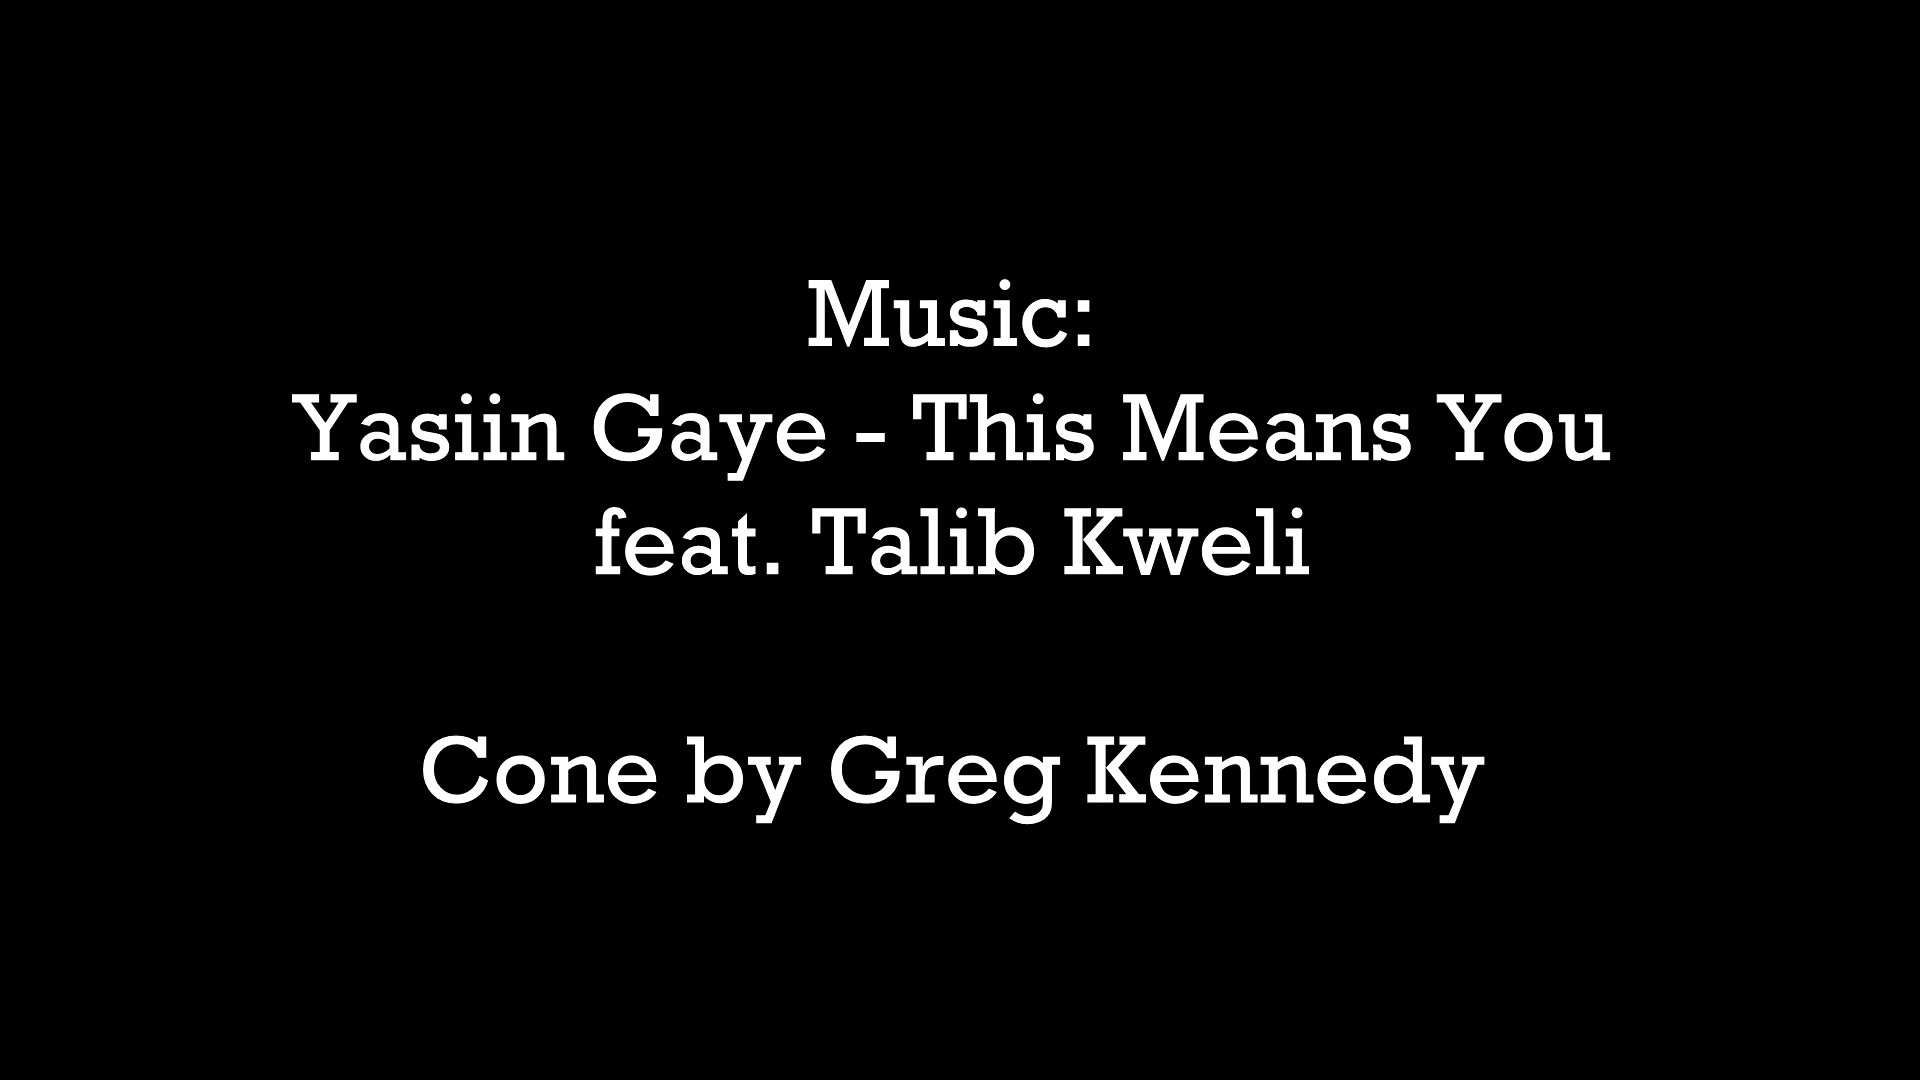 Music:
Yasiin Gaye - This Means You
feat. Talib Kweli
Cone by Greg Kennedy